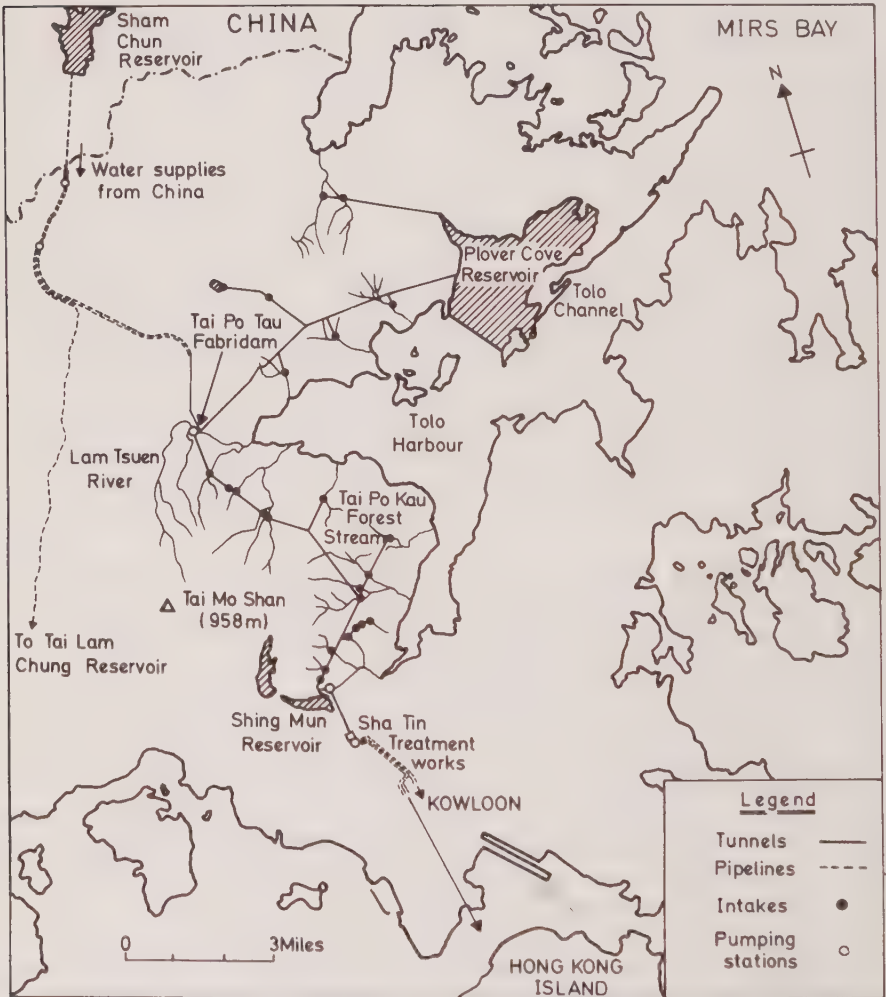 Sham
Chun
Reservoir
CHINA
MIRS BAY
N
Water supplies
from China
Plover Cove
Reservoir
Tolo
Channel
Tai Po Tau
Fabridam
Tolo
Harbour
Lam Tsuen
River
Tai Po Kau
Forest
Stream
Tai Mo Shan
(958m)
To Tai Lam
Chung Reservoir
Shing Mun
Reservoir
Sha Tin
Treatment
works
KOWLOON
Legend
Tunnels
Pipelines
Intakes
Pumping
stations
0 3Miles
HONG KONG
ISLAND